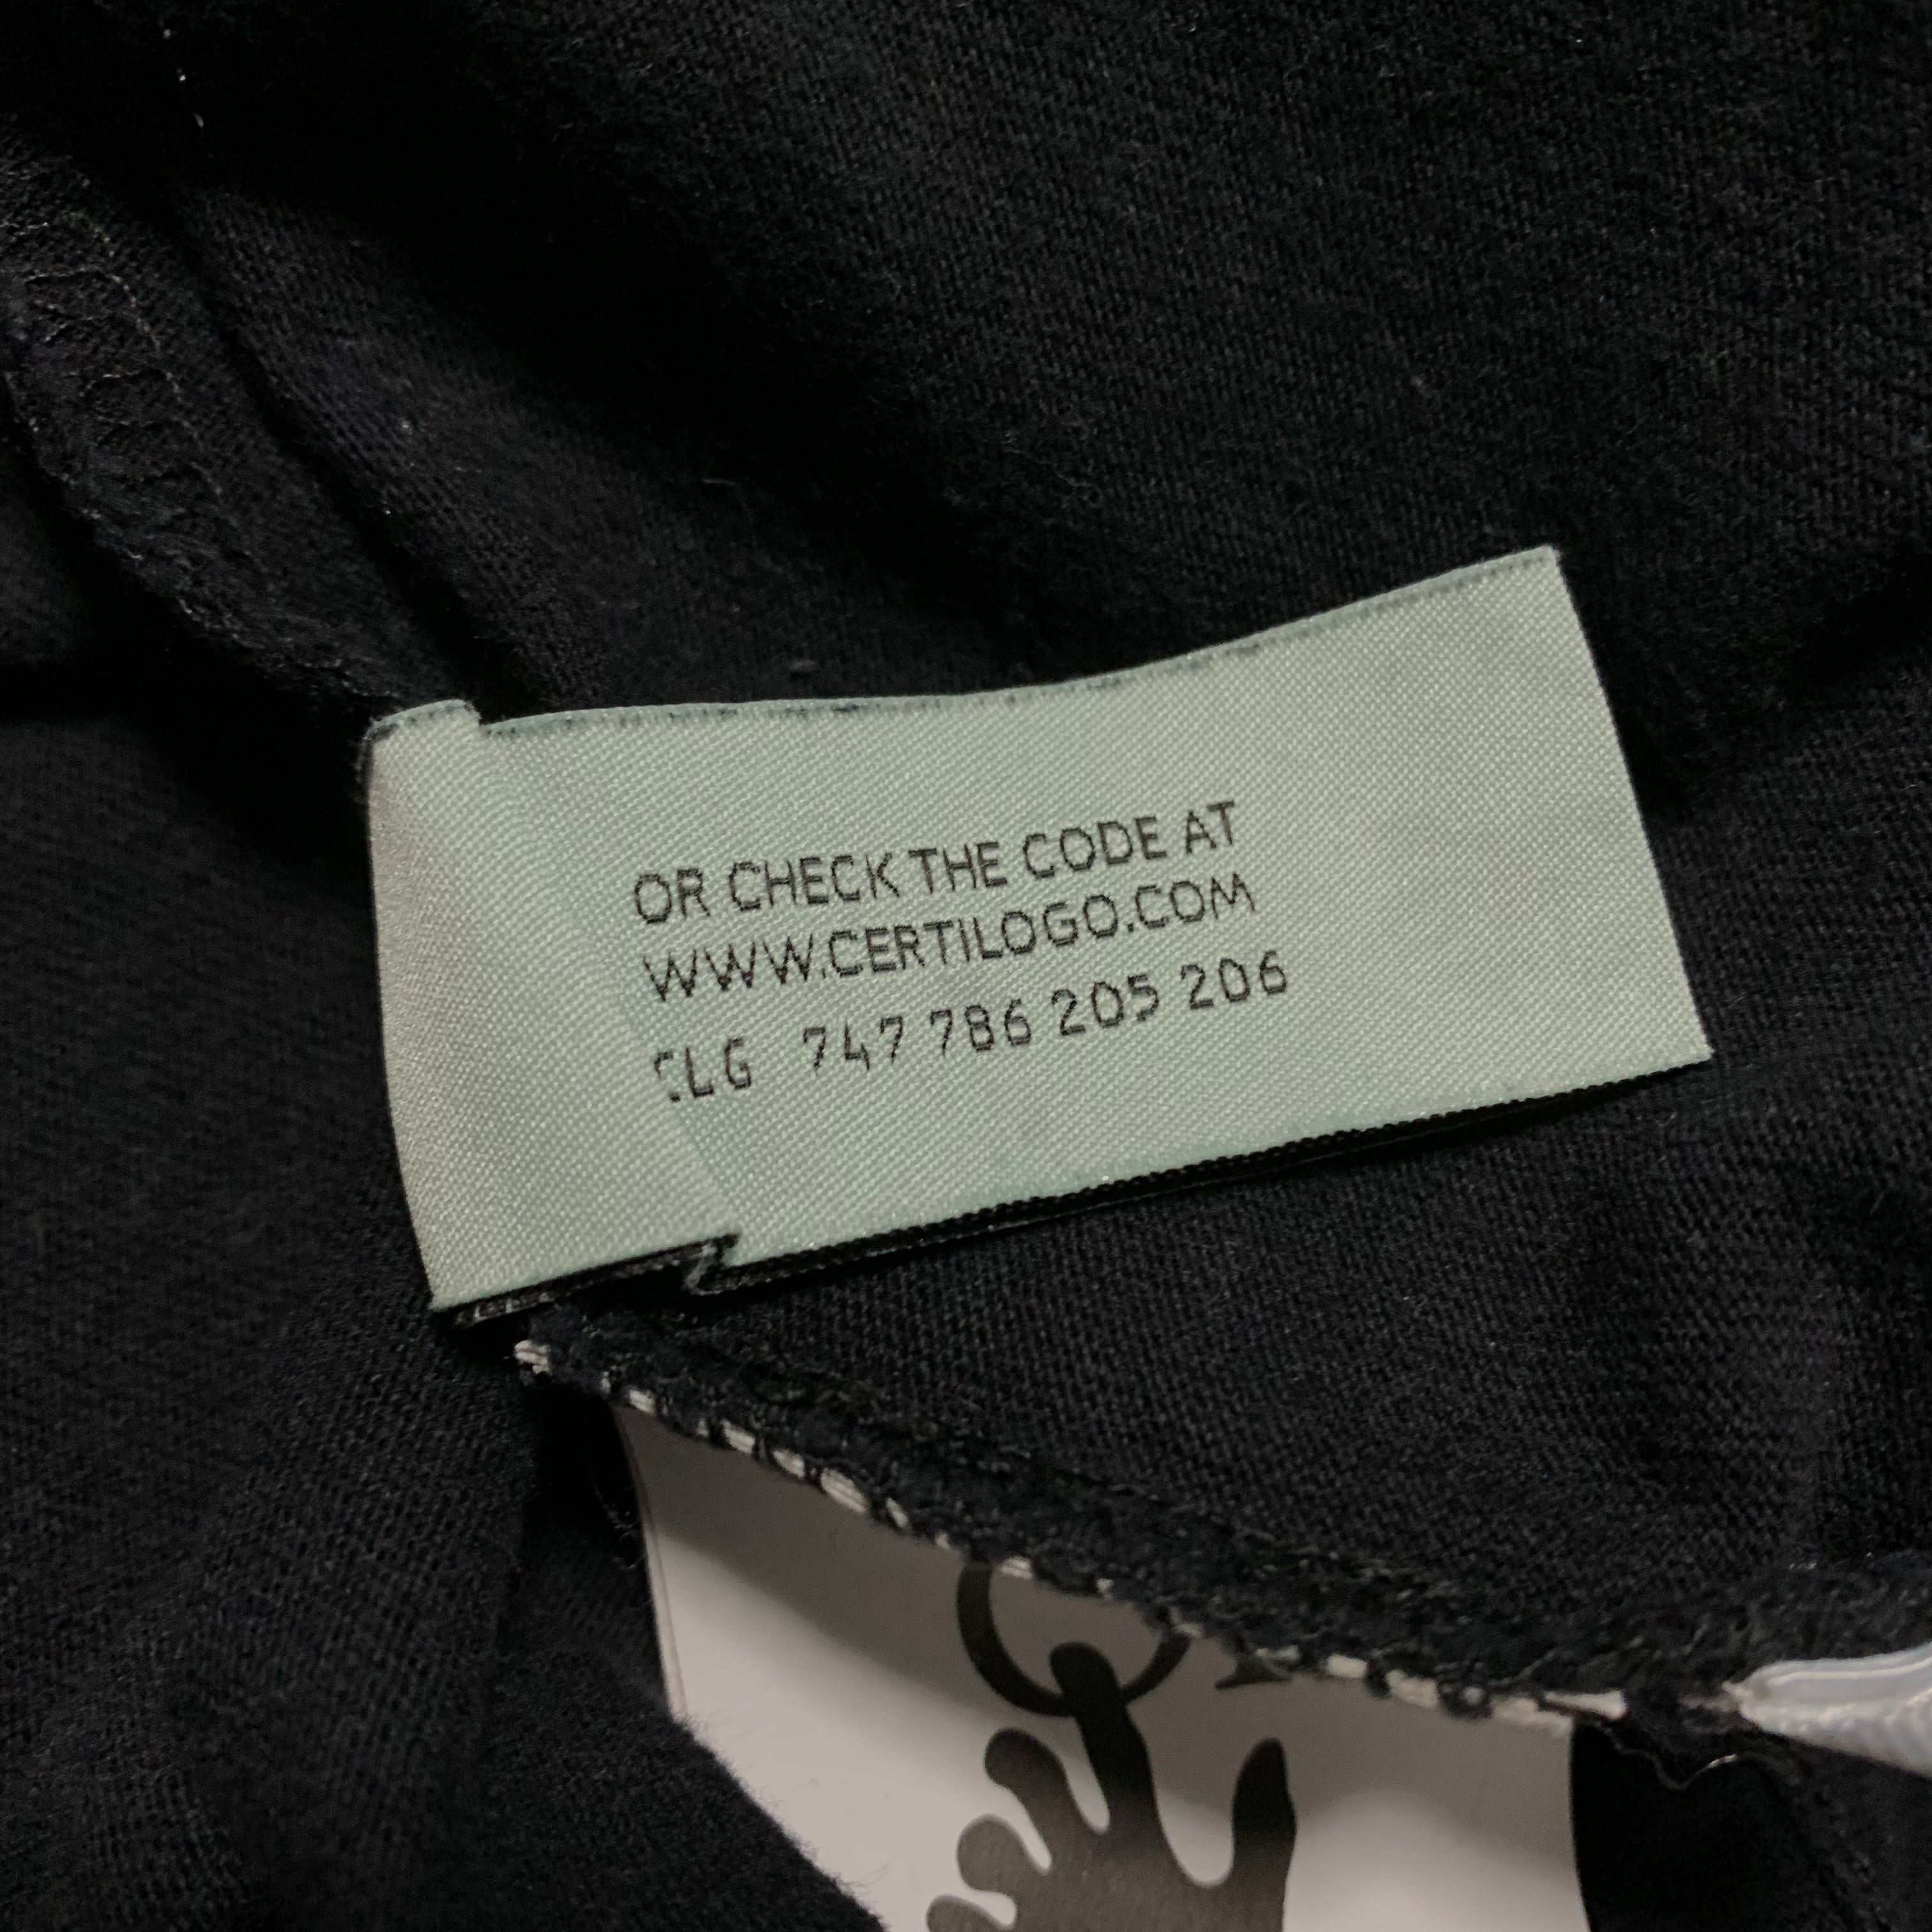 OR CHECK THE CODE AT
WWW.CERTILOGO.COM
CLG 747 786 205 206